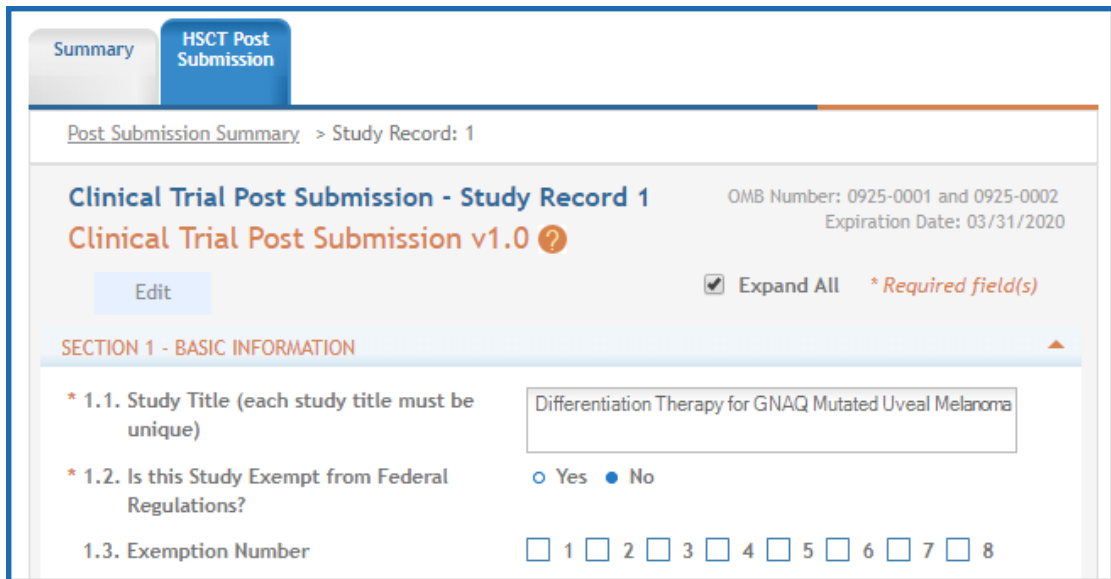 Summary
HSCT Post
Submission
Post Submission Summary > Study Record: 1
Clinical Trial Post Submission - Study Record 1
OMB Number: 0925-0001 and 0925-0002
Expiration Date: 03/31/2020
Clinical Trial Post Submission v1.0 ?
Edit
Expand All * Required field(s)
SECTION 1 - BASIC INFORMATION
* 1.1. Study Title (each study title must be
unique)
Differentiation Therapy for GNAQ Mutated Uveal Melanoma
* 1.2. Is this Study Exempt from Federal
Regulations?
Yes No
1.3. Exemption Number
1 2 3 4 5 6 7 8